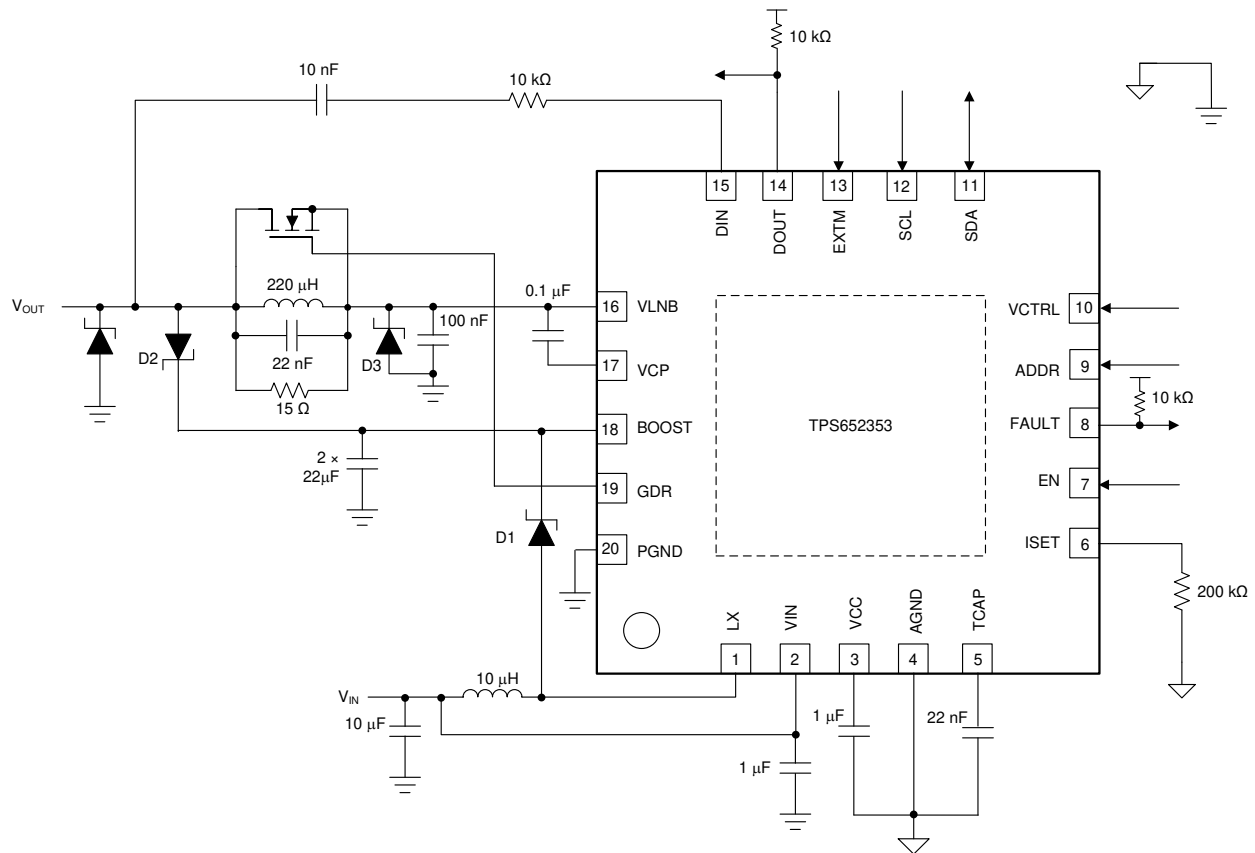 10 kΩ
10 nF
10 kΩ
15
14
13
12
11
DIN
DOUT
EXTM
SCL
SDA
220 μH
V_OUT
0.1 μF
16
VLNB
VCTRL
10
100 nF
D2
22 nF
D3
17
VCP
ADDR
9
10 kΩ
15 Ω
TPS652353
18
BOOST
FAULT
8
2 ×
22μF
19
GDR
EN
7
D1
20
PGND
ISET
6
200 kΩ
LX
VIN
VCC
AGND
TCAP
1
2
3
4
5
10 μH
V_IN
10 μF
1 μF
22 nF
1 μF